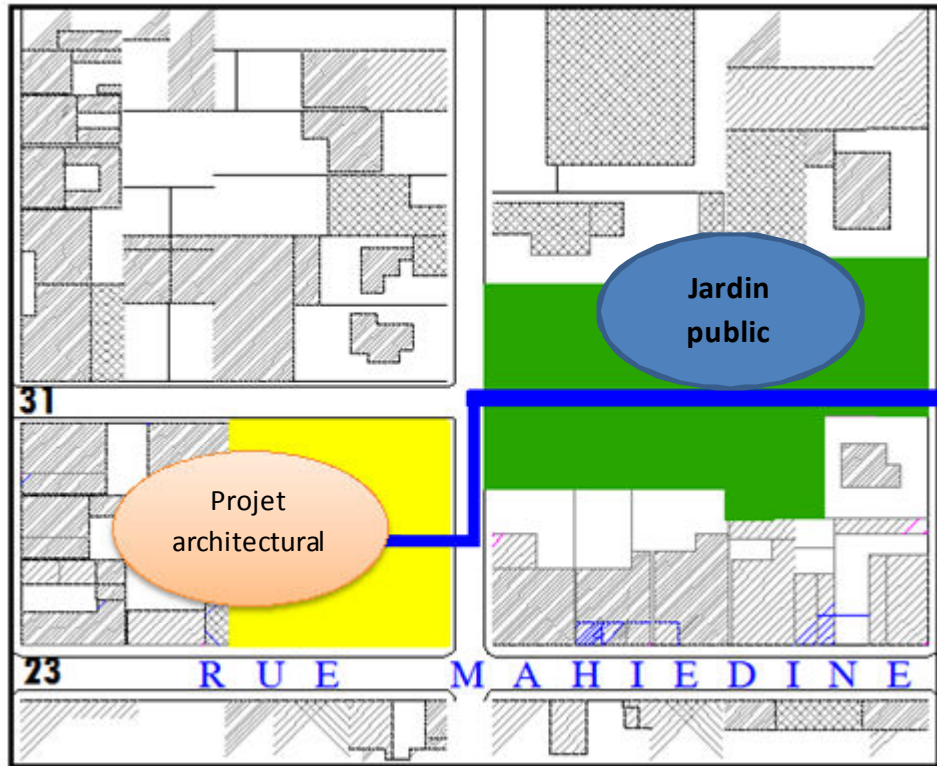 Jardin
public
31
Projet
architectural
23
RUE MAHIEDINE